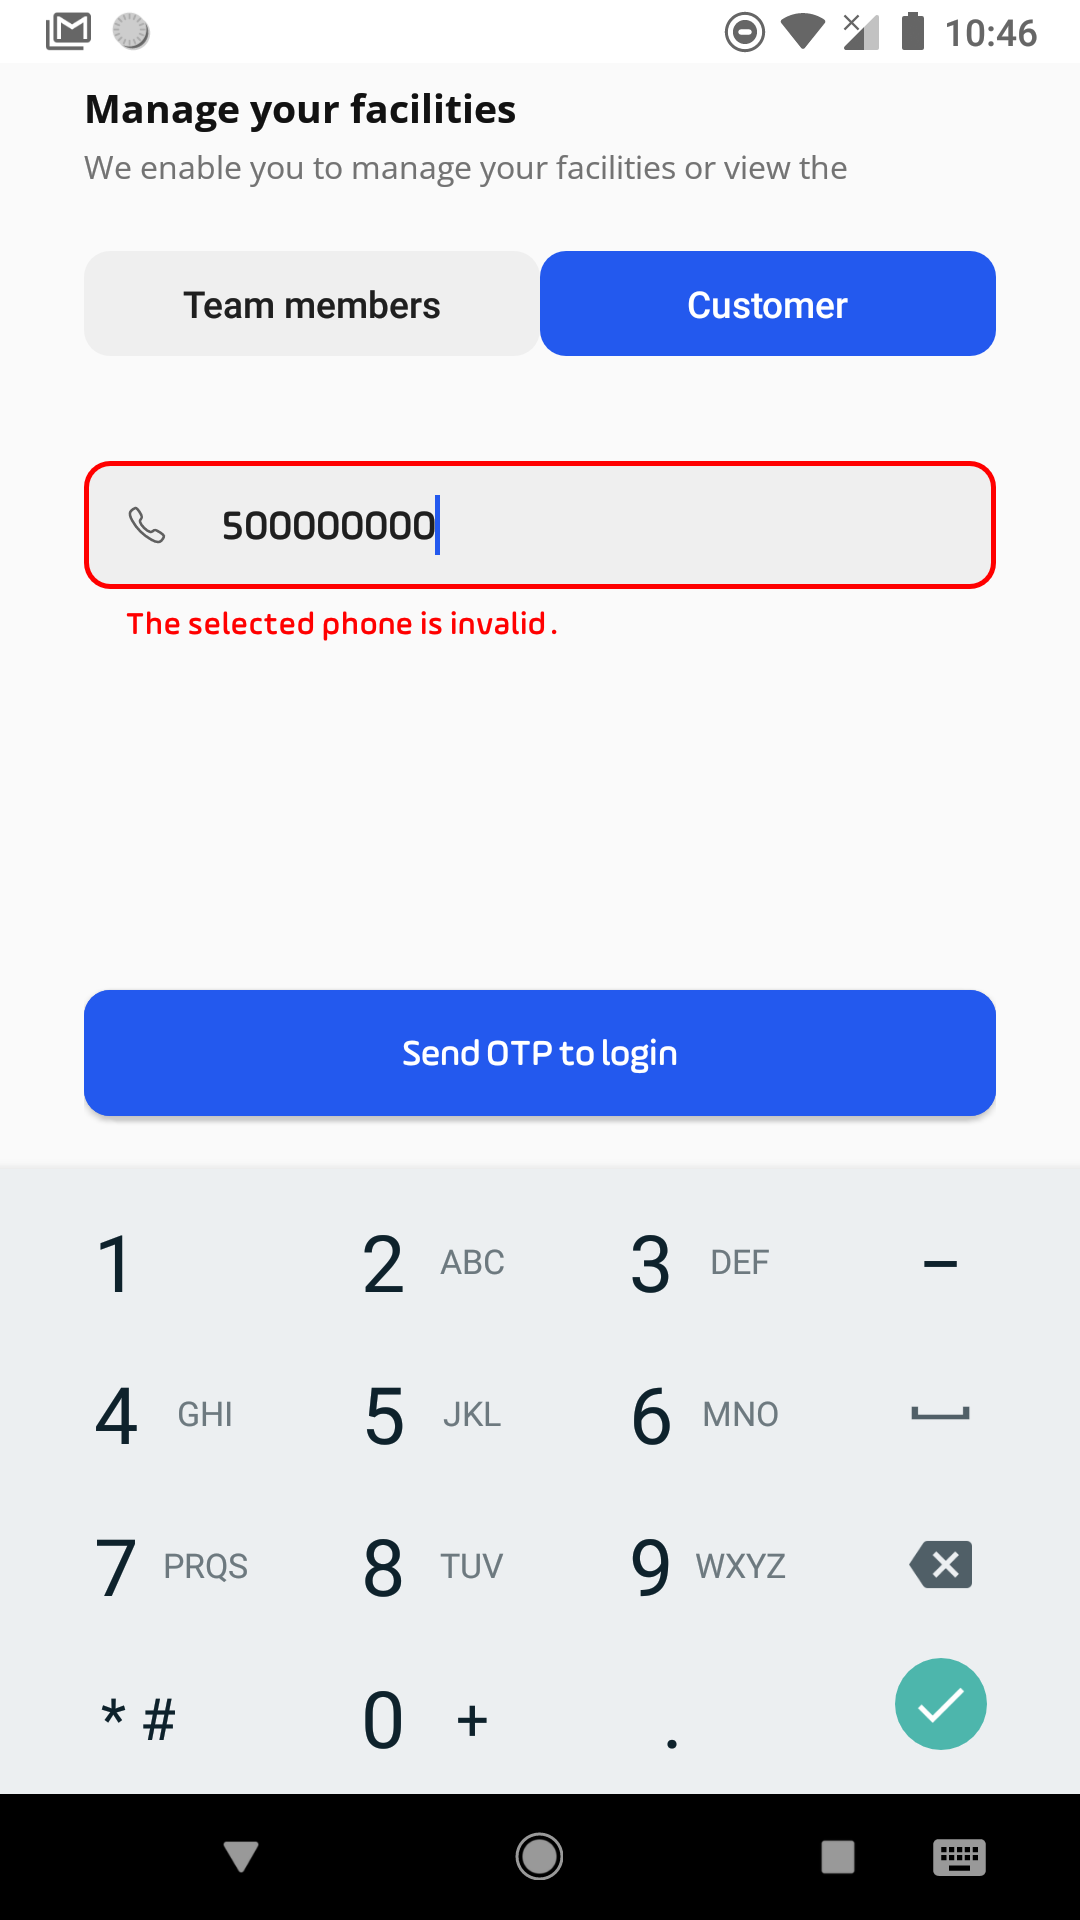 10:46
Manage your facilities
We enable you to manage your facilities or view the
Team members
Customer
500000000
The selected phone is invalid.
Send OTP to login
1
2 ABC
3 DEF
–
4 GHI
5 JKL
6 MNO
7 PRQS
8 TUV
9 WXYZ
* #
0 +
.